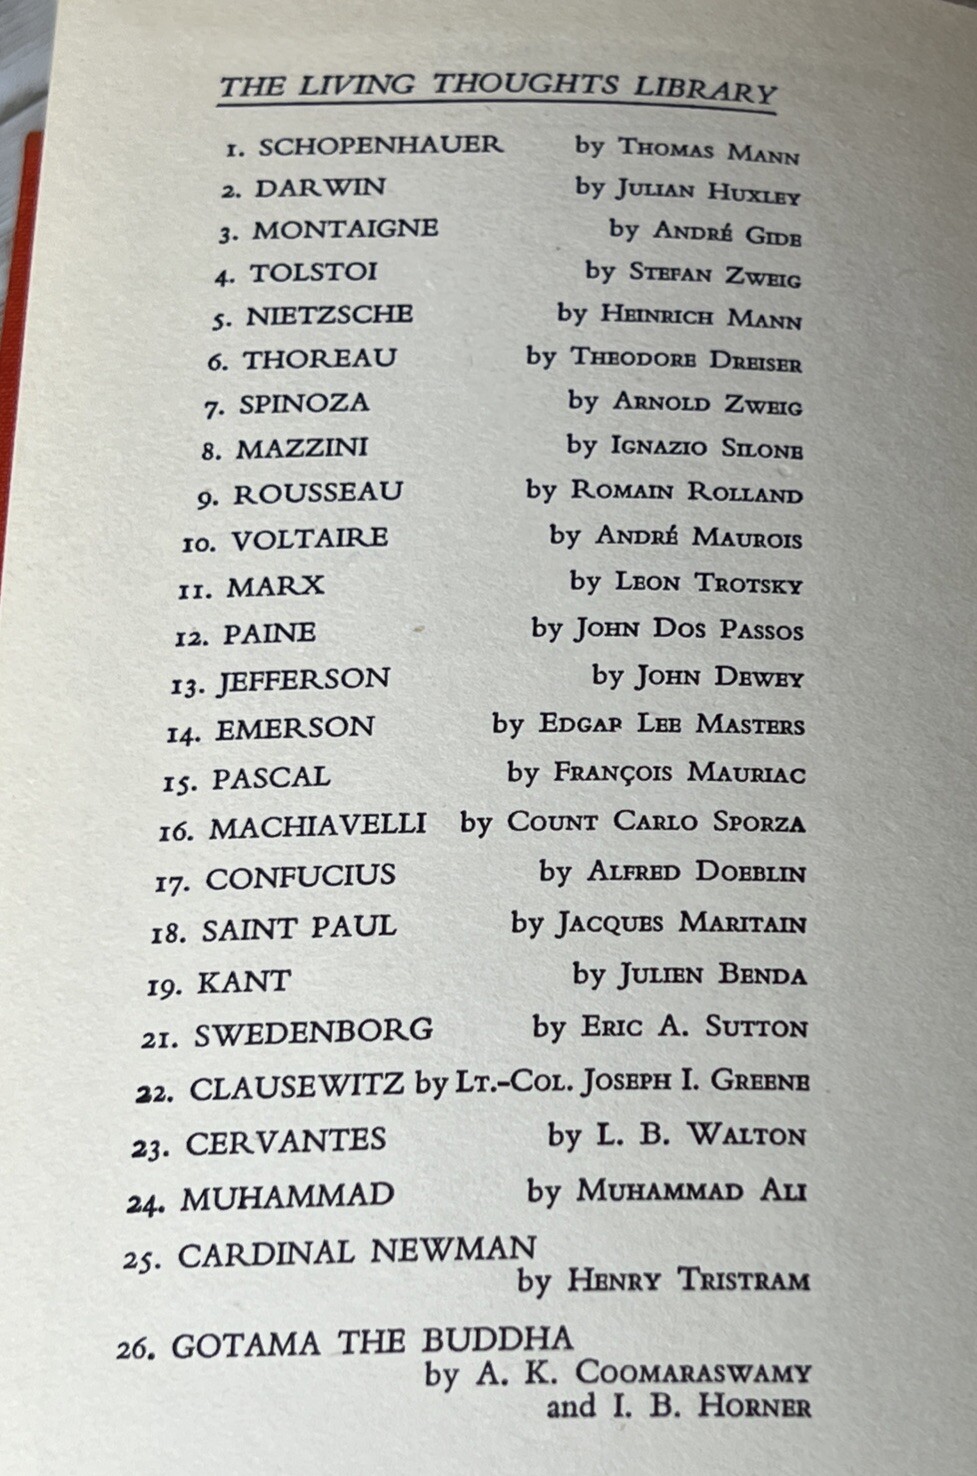 THE LIVING THOUGHTS LIBRARY
1. SCHOPENHAUER by THOMAS MANN
2. DARWIN by JULIAN HUXLEY
3. MONTAIGNE by ANDRÉ GIDE
4. TOLSTOI by STEFAN ZWEIG
5. NIETZSCHE by HEINRICH MANN
6. THOREAU by THEODORE DREISER
7. SPINOZA by ARNOLD ZWEIG
8. MAZZINI by IGNAZIO SILONE
9. ROUSSEAU by ROMAIN ROLLAND
10. VOLTAIRE by ANDRÉ MAUROIS
11. MARX by LEON TROTSKY
12. PAINE by JOHN DOS PASSOS
13. JEFFERSON by JOHN DEWEY
14. EMERSON by EDGAR LEE MASTERS
15. PASCAL by FRANÇOIS MAURIAC
16. MACHIAVELLI by COUNT CARLO SPORZA
17. CONFUCIUS by ALFRED DOEBLIN
18. SAINT PAUL by JACQUES MARITAIN
19. KANT by JULIEN BENDA
21. SWEDENBORG by ERIC A. SUTTON
22. CLAUSEWITZ by LT.-COL. JOSEPH I. GREENE
23. CERVANTES by L. B. WALTON
24. MUHAMMAD by MUHAMMAD ALI
25. CARDINAL NEWMAN
by HENRY TRISTRAM
26. GOTAMA THE BUDDHA
by A. K. COOMARASWAMY
and I. B. HORNER